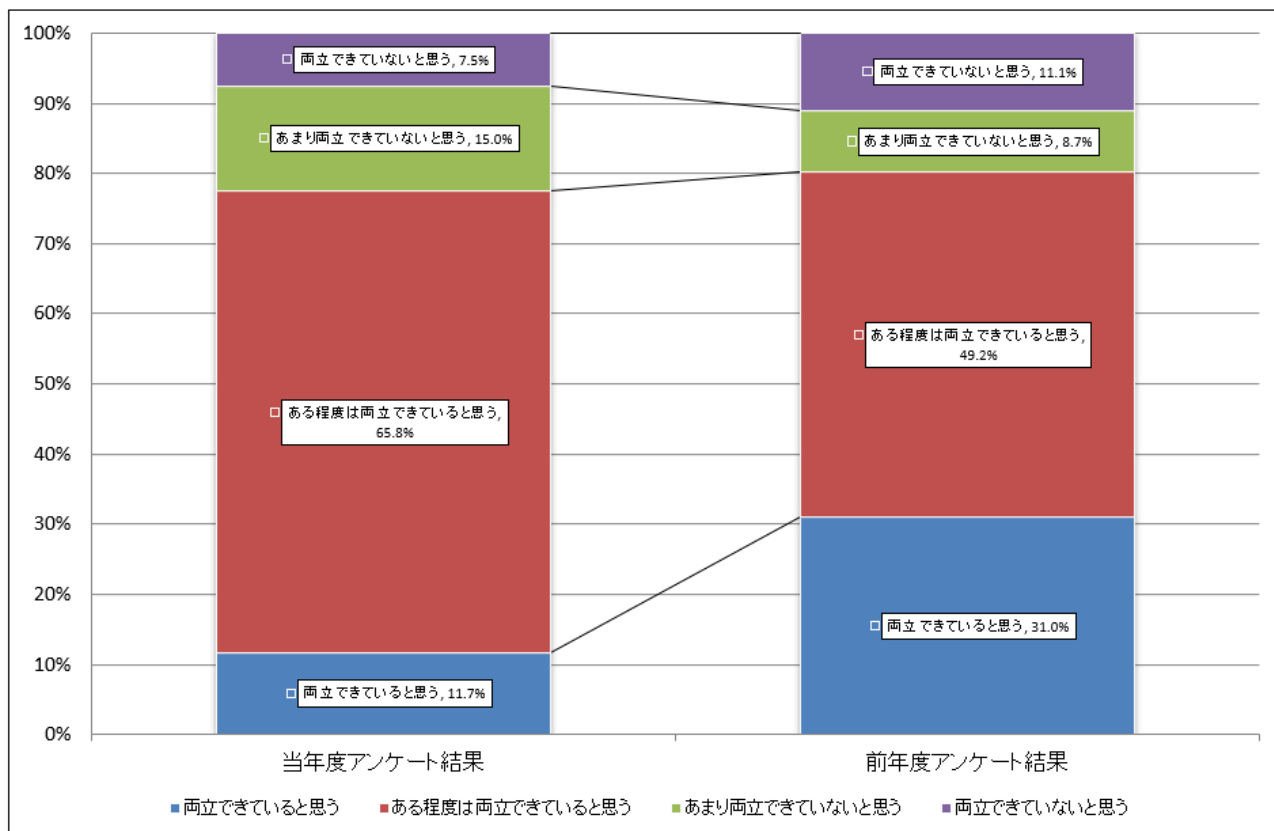 100%
90%
80%
70%
60%
50%
40%
30%
20%
10%
0%
両立できていないと思う, 7.5%
あまり両立できていないと思う, 15.0%
ある程度は両立できていると思う,
65.8%
両立できていると思う, 11.7%
両立できていないと思う, 11.1%
あまり両立できていないと思う, 8.7%
ある程度は両立できていると思う,
49.2%
両立できていると思う, 31.0%
当年度アンケート結果
前年度アンケート結果
両立できていると思う ある程度は両立できていると思う あまり両立できていないと思う 両立できていないと思う